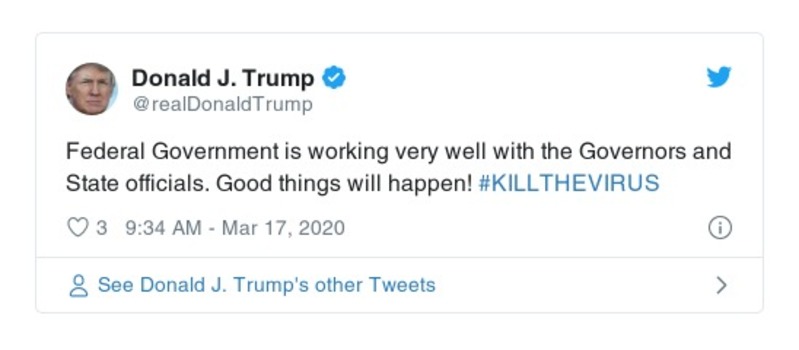 Donald J. Trump
@realDonaldTrump
Federal Government is working very well with the Governors and
State officials. Good things will happen! #KILLTHEVIRUS
3 9:34 AM - Mar 17, 2020
See Donald J. Trump's other Tweets